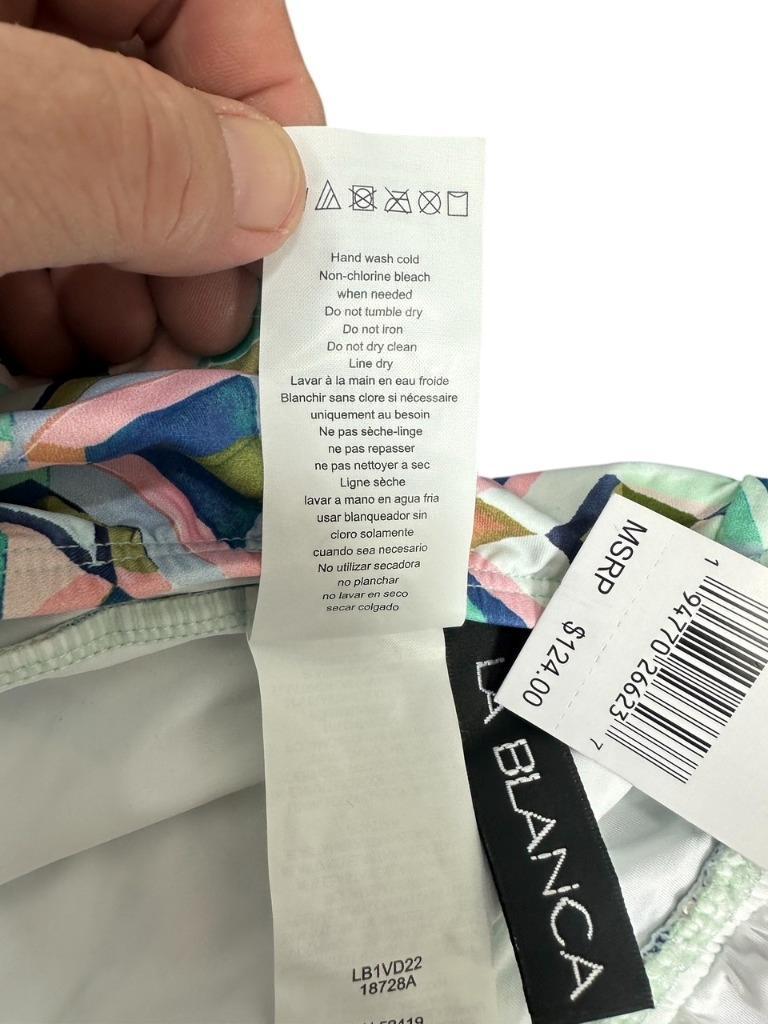 Hand wash cold
Non-chlorine bleach
when needed
Do not tumble dry
Do not iron
Do not dry clean
Line dry
Lavar à la main en eau froide
Blanchir sans clore si nécessaire
uniquement au besoin
Ne pas sèche-linge
ne pas repasser
ne pas nettoyer a sec
Ligne sèche
lavar a mano en agua fria
usar blanqueador sin
cloro solamente
cuando sea necesario
No utilizar secadora
no planchar
no lavar en seco
secar colgado
MSRP $124.00
1 94770 26623 7
LA BLANCA
LB1VD22
18728A